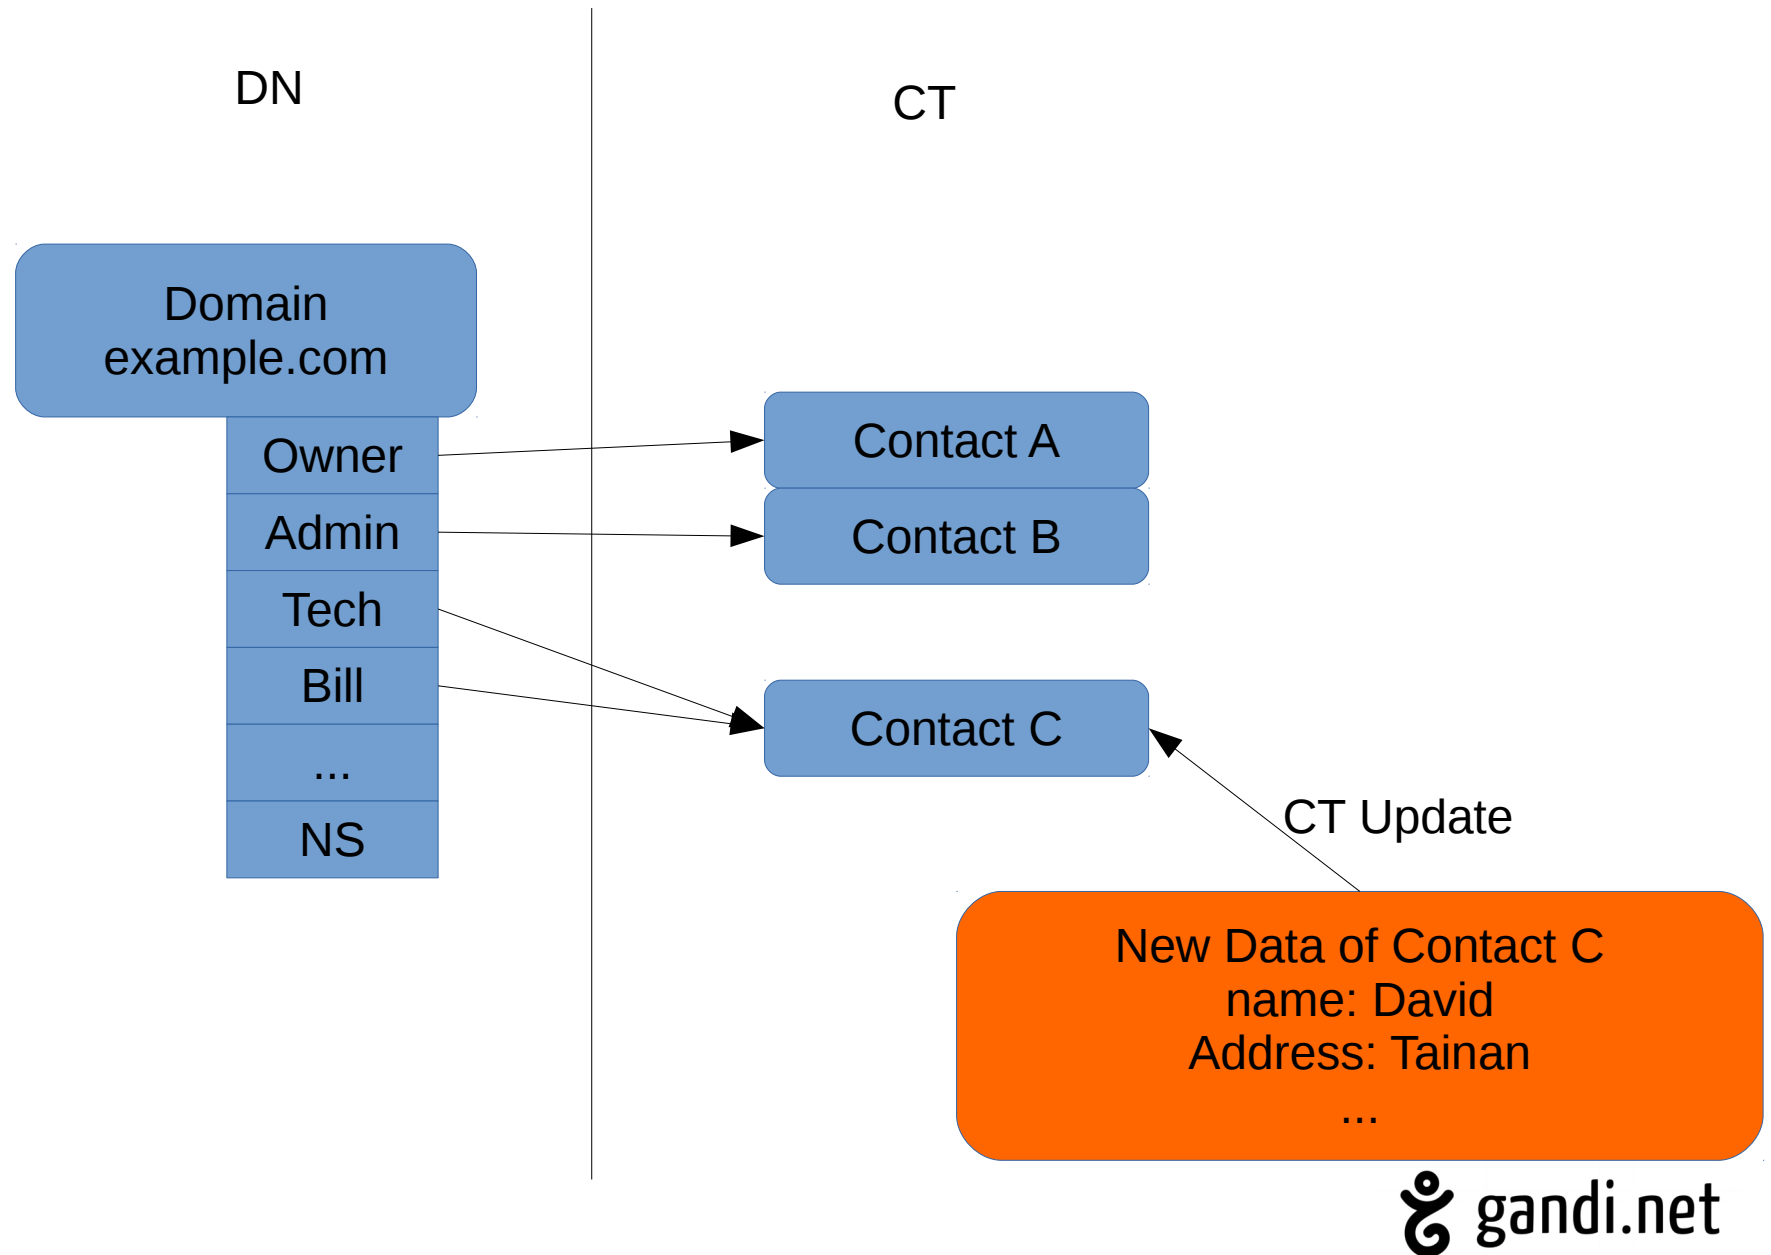 DN
CT
Domain
example.com
Owner
Admin
Tech
Bill
...
NS
Contact A
Contact B
Contact C
CT Update
New Data of Contact C
name: David
Address: Tainan
...
gandi.net